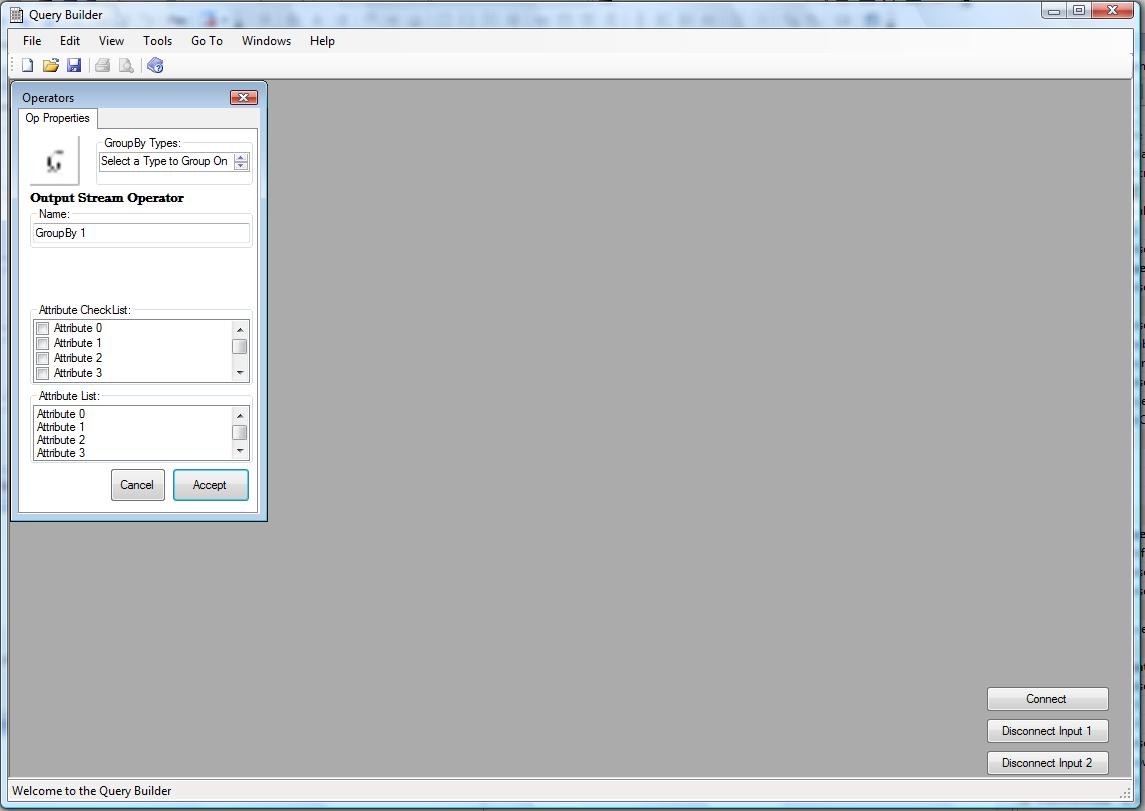 Query Builder
File Edit View Tools Go To Windows Help
Operators
Op Properties
GroupBy Types:
G
Select a Type to Group On
Output Stream Operator
Name:
GroupBy 1
Attribute CheckList:
Attribute 0
Attribute 1
Attribute 2
Attribute 3
Attribute List:
Attribute 0
Attribute 1
Attribute 2
Attribute 3
Cancel Accept
Connect
Disconnect Input 1
Disconnect Input 2
Welcome to the Query Builder